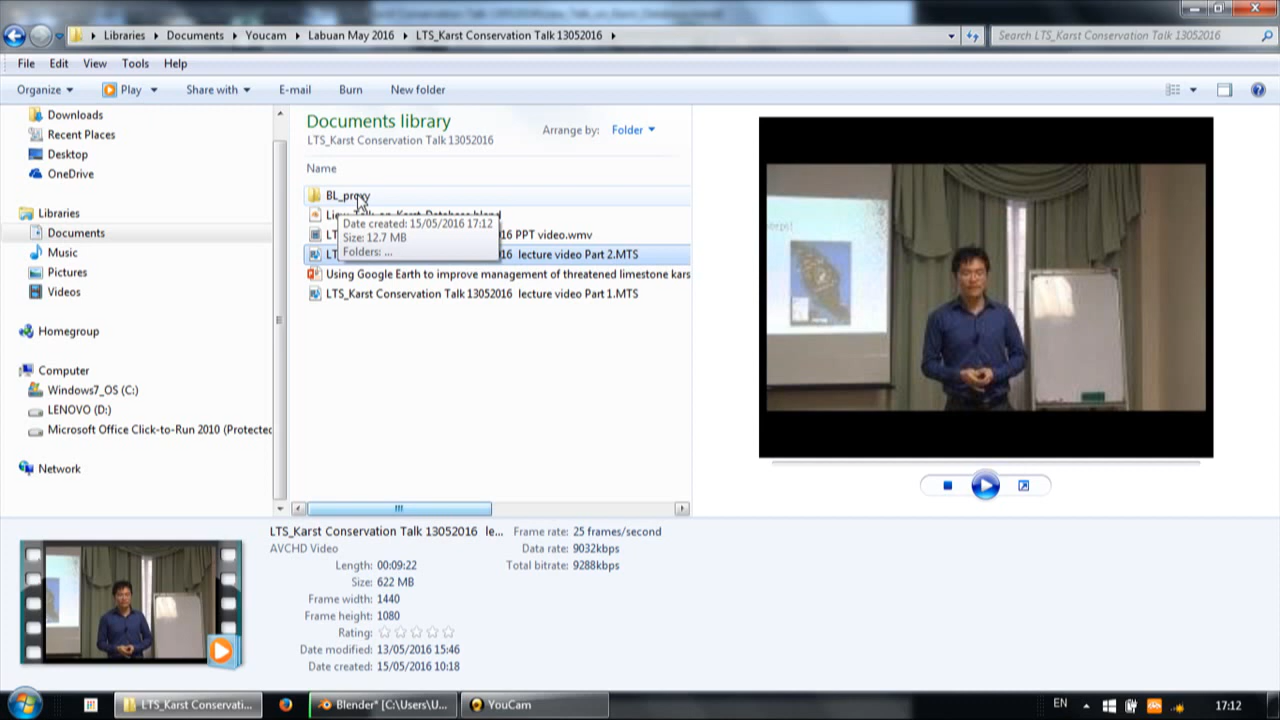 Libraries ▸ Documents ▸ Youcam ▸ Labuan May 2016 ▸ LTS_Karst Conservation Talk 13052016 ▸
Search LTS_Karst Conservation Talk 13052016
File Edit View Tools Help
Organize Play Share with E-mail Burn New folder
Downloads
Recent Places
Desktop
OneDrive
Libraries
Documents
Music
Pictures
Videos
Homegroup
Computer
Windows7_OS (C:)
LENOVO (D:)
Microsoft Office Click-to-Run 2010 (Protected
Network
Documents library
LTS_Karst Conservation Talk 13052016
Arrange by: Folder
Name
BL_proxy
Date created: 15/05/2016 17:12
Size: 12.7 MB
Folders: ...
16 PPT video.wmv
16 lecture video Part 2.MTS
Using Google Earth to improve management of threatened limestone kars
LTS_Karst Conservation Talk 13052016 lecture video Part 1.MTS
LTS_Karst Conservation Talk 13052016 le...
AVCHD Video
Length: 00:09:22
Size: 622 MB
Frame width: 1440
Frame height: 1080
Rating:
Date modified: 13/05/2016 15:46
Date created: 15/05/2016 10:18
Frame rate: 25 frames/second
Data rate: 9032kbps
Total bitrate: 9288kbps
LTS_Karst Conservati...
Blender* [C:\Users\U...
YouCam
EN
17:12